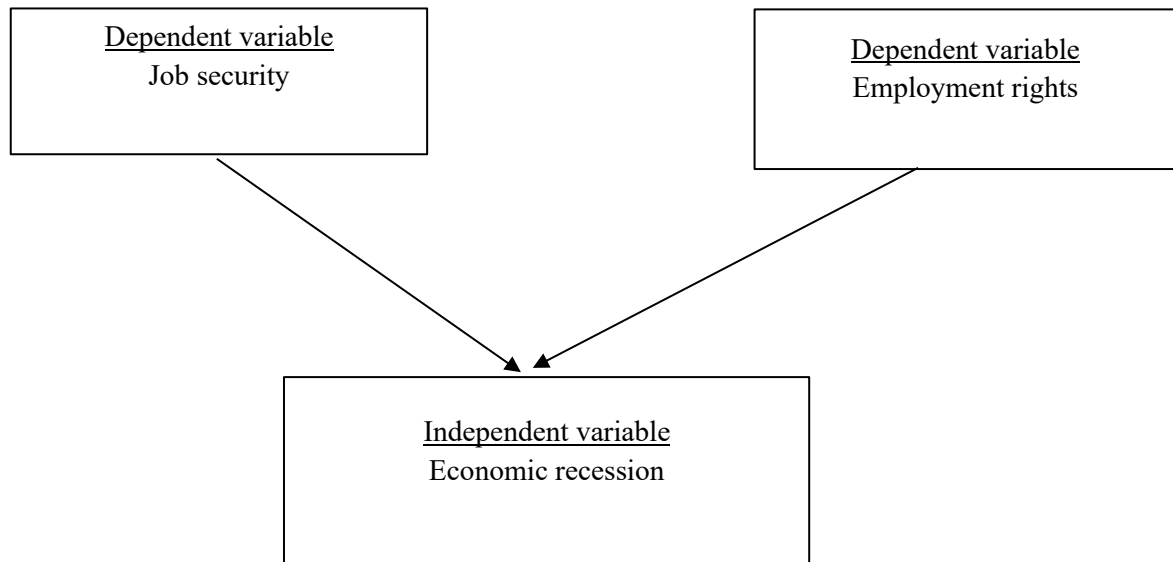 Dependent variable
Job security
Dependent variable
Employment rights
Independent variable
Economic recession